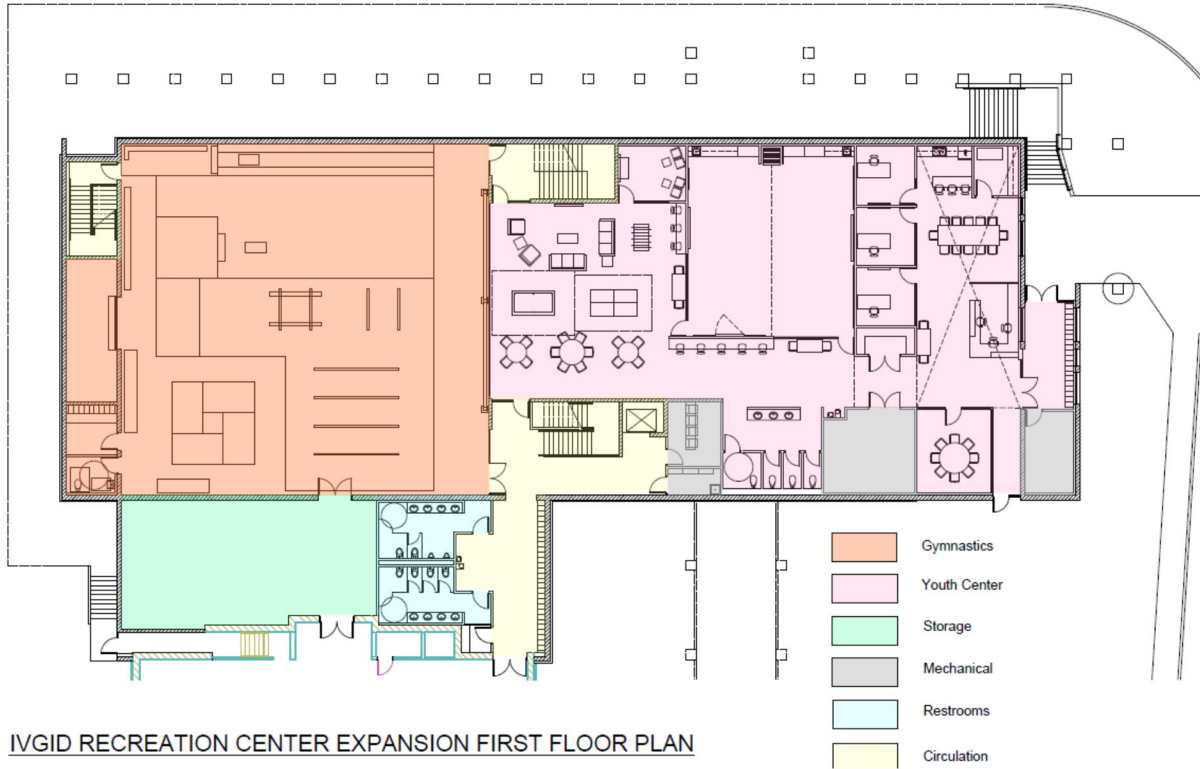 Gymnastics
Youth Center
Storage
Mechanical
Restrooms
Circulation
IVGID RECREATION CENTER EXPANSION FIRST FLOOR PLAN